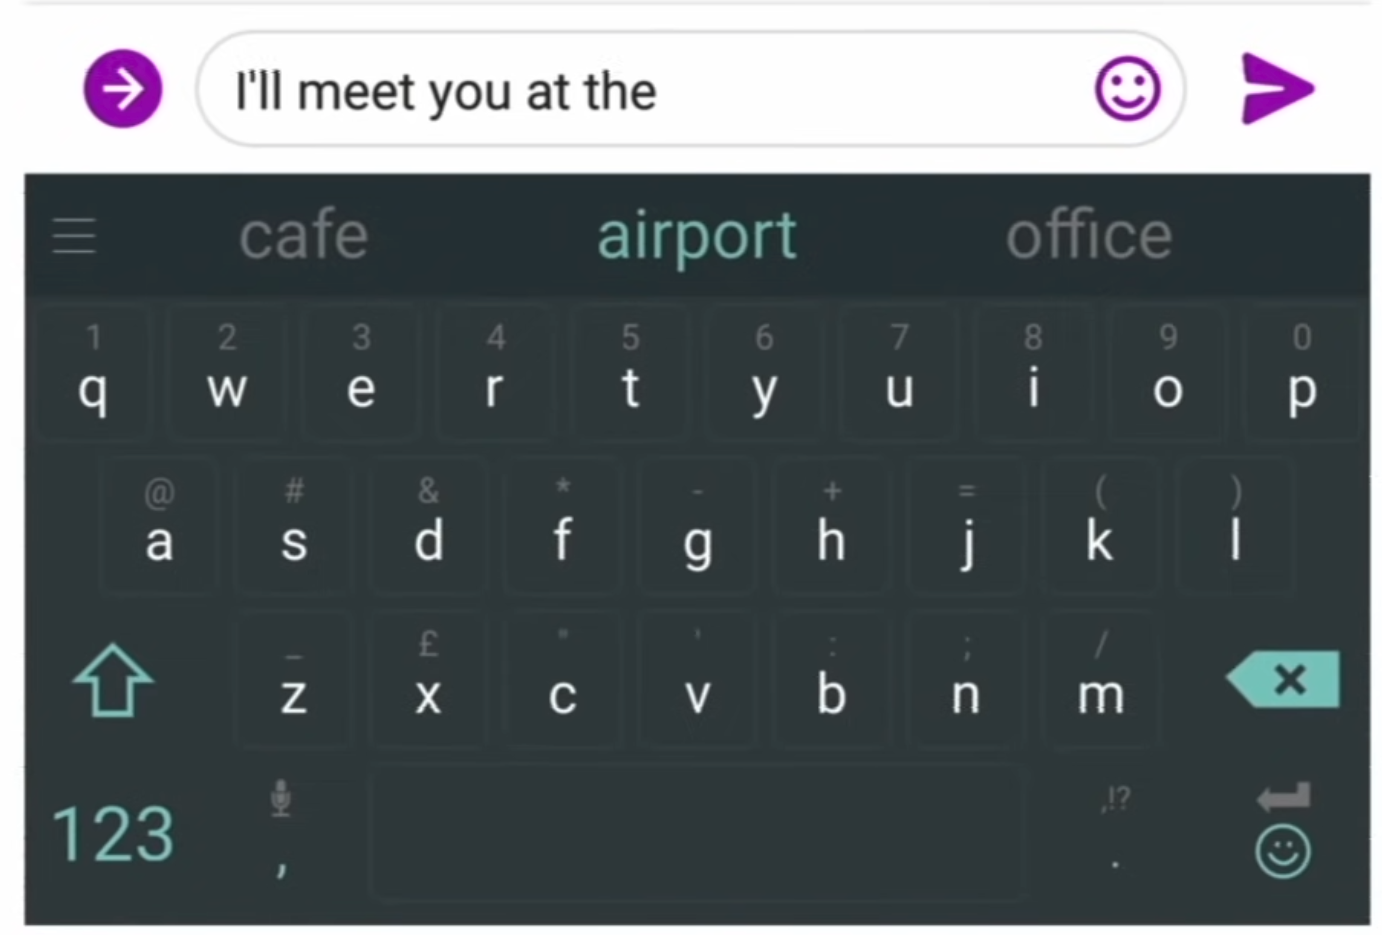 I'll meet you at the
cafe airport office
1 2 3 4 5 6 7 8 9 0
q w e r t y u i o p
@ # & * - + = ( )
a s d f g h j k l
_ £ " ' : ; /
z x c v b n m
,!?
123 , .